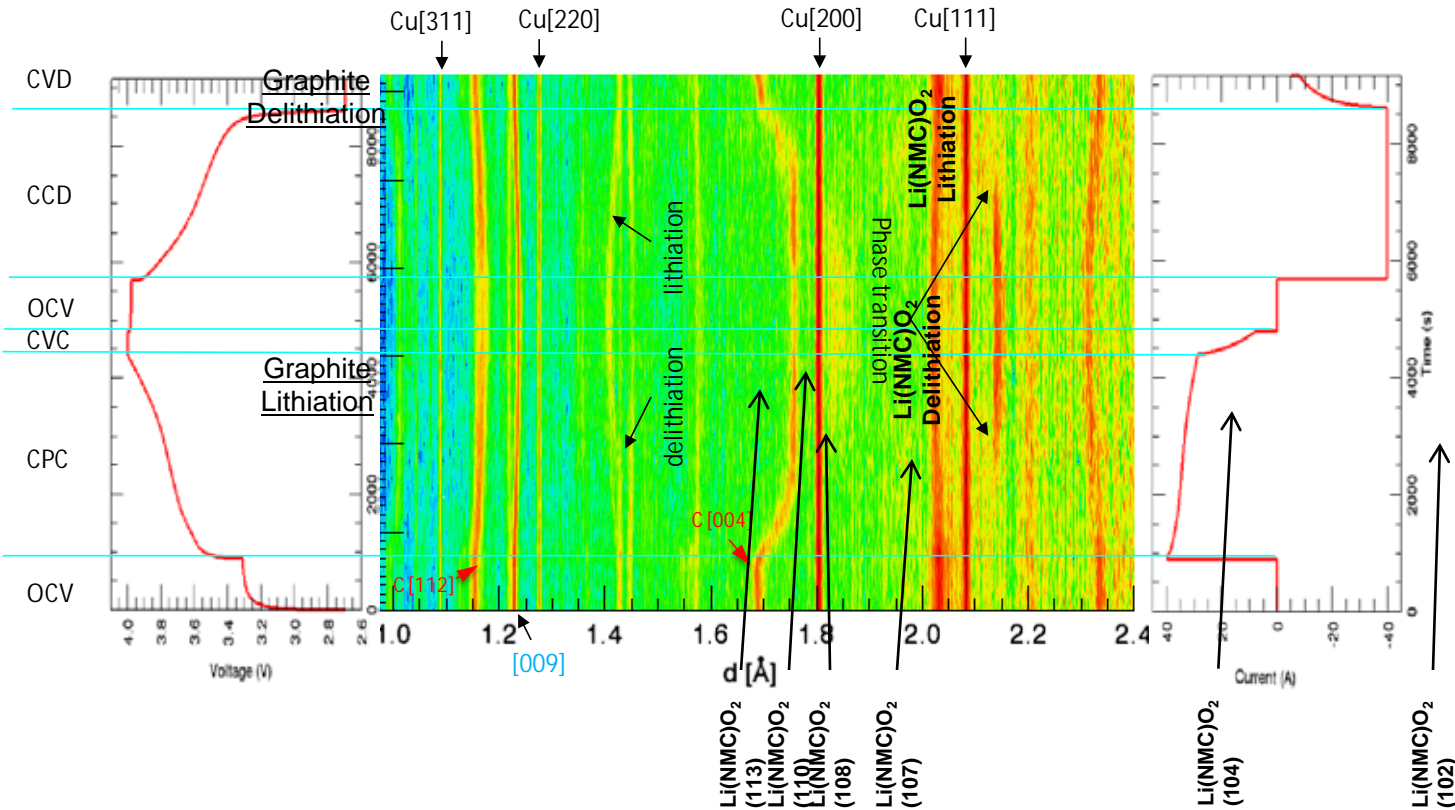 Cu[311]
Cu[220]
Cu[200]
Cu[111]
CVD
CCD
OCV
CVC
CPC
OCV
Graphite
Delithiation
Graphite
Lithiation
4.0 3.8 3.6 3.4 3.2 3.0 2.8 2.6
Voltage (V)
0
2000
4000
6000
8000
lithiation
delithiation
Phase transition
Li(NMC)O2
Lithiation
Li(NMC)O2
Delithiation
C[004]
C[112]
[009]
1.0 1.2 1.4 1.6 1.8 2.0 2.2 2.4
d [Å]
Li(NMC)O2
(113)
Li(NMC)O2
(110)
Li(NMC)O2
(108)
Li(NMC)O2
(107)
Li(NMC)O2
(104)
Li(NMC)O2
(102)
40 20 0 -20 -40
Current (A)
0
2000
4000
6000
8000
Time (s)